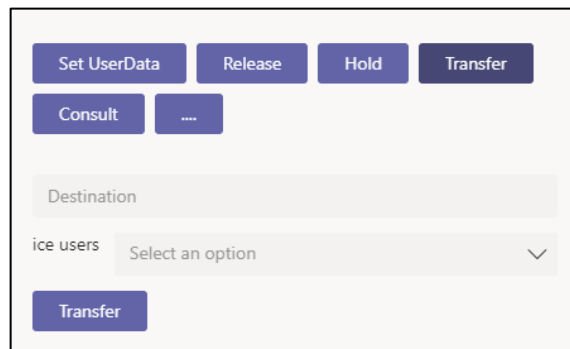 Set UserData Release Hold Transfer
Consult ....
Destination
ice users Select an option
Transfer